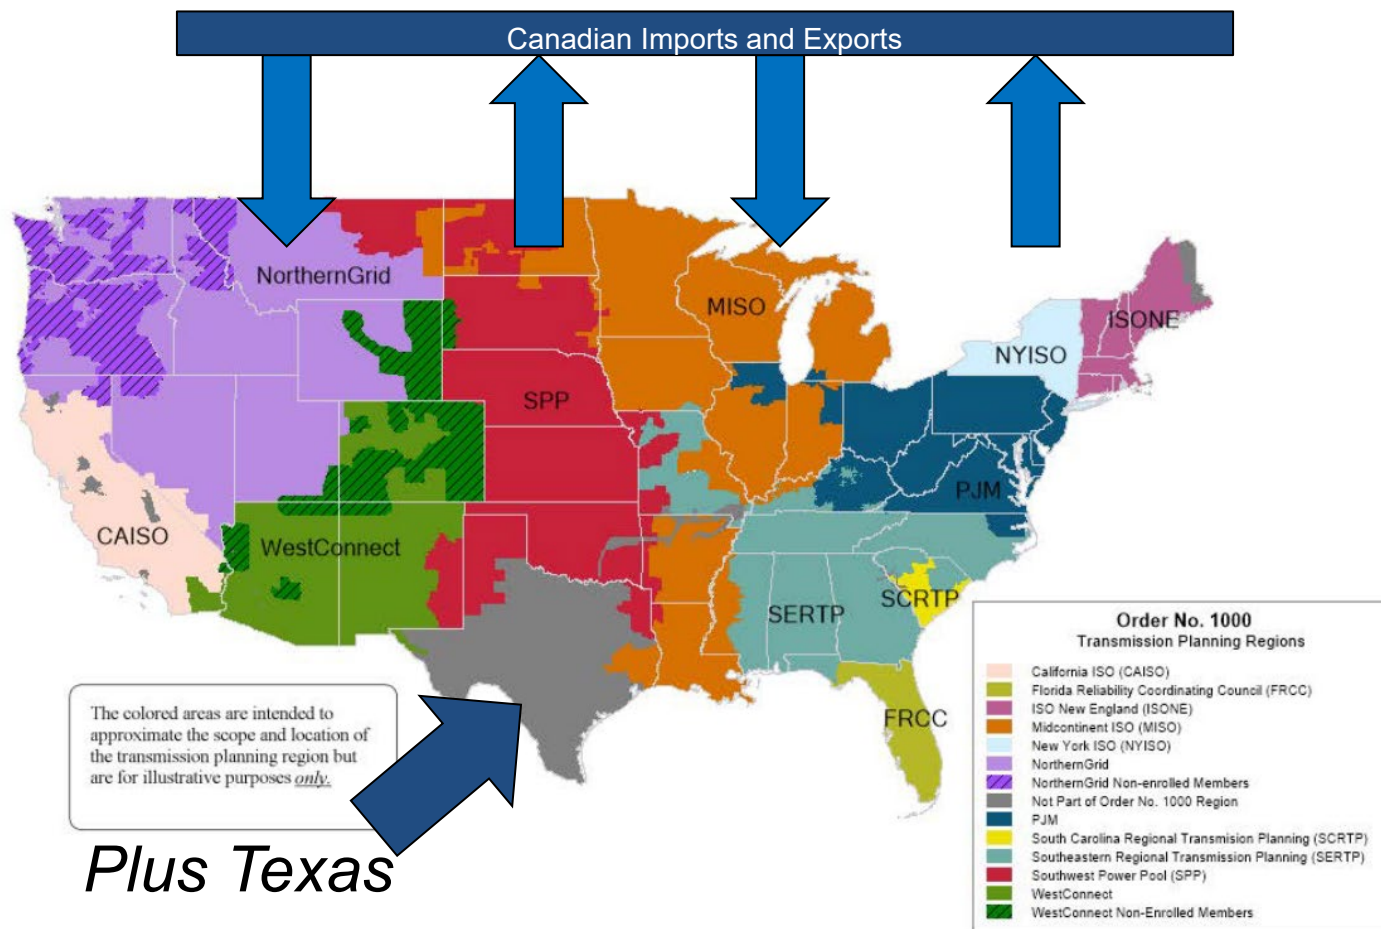 Canadian Imports and Exports
NorthernGrid
MISO
ISONE
NYISO
SPP
PJM
CAISO
WestConnect
SERTP
SCRTP
FRCC
The colored areas are intended to
approximate the scope and location of
the transmission planning region but
are for illustrative purposes only.
Plus Texas
Order No. 1000
Transmission Planning Regions
California ISO (CAISO)
Florida Reliability Coordinating Council (FRCC)
ISO New England (ISONE)
Midcontinent ISO (MISO)
New York ISO (NYISO)
NorthernGrid
NorthernGrid Non-enrolled Members
Not Part of Order No. 1000 Region
PJM
South Carolina Regional Transmision Planning (SCRTP)
Southeastern Regional Transmission Planning (SERTP)
Southwest Power Pool (SPP)
WestConnect
WestConnect Non-Enrolled Members